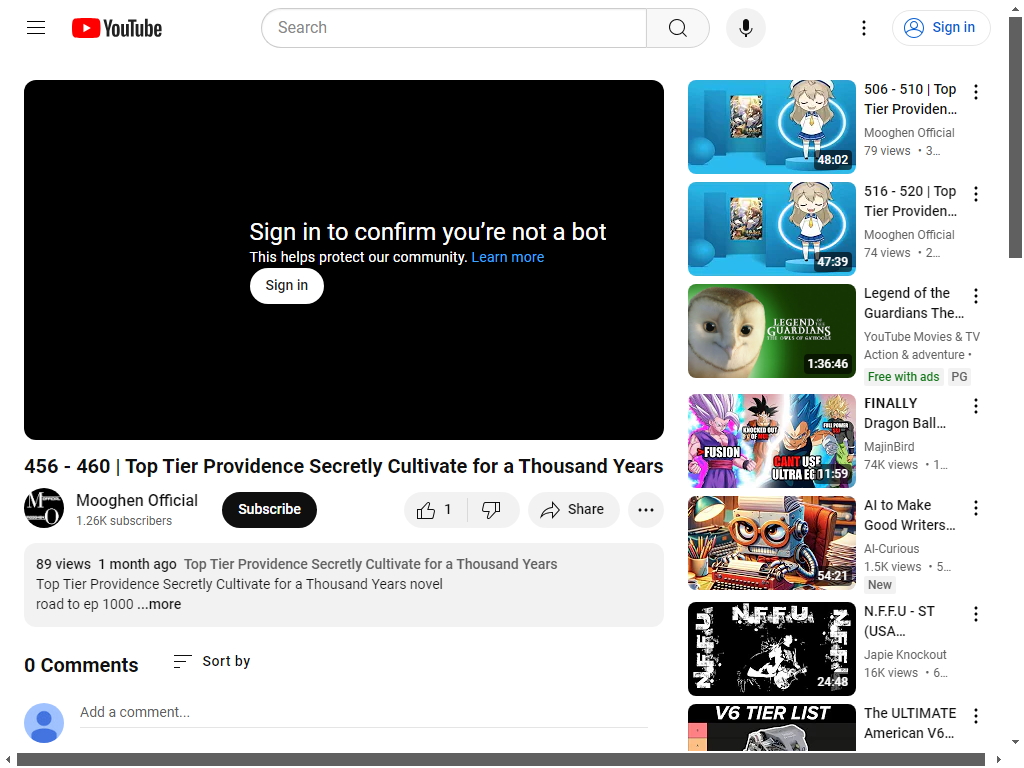 YouTube
Search
Sign in
Sign in to confirm you’re not a bot
This helps protect our community. Learn more
Sign in
456 - 460 | Top Tier Providence Secretly Cultivate for a Thousand Years
Mooghen Official
1.26K subscribers
Subscribe
1
Share
89 views 1 month ago Top Tier Providence Secretly Cultivate for a Thousand Years
Top Tier Providence Secretly Cultivate for a Thousand Years novel
road to ep 1000 ...more
0 Comments
Sort by
Add a comment...
48:02
506 - 510 | Top
Tier Providen...
Mooghen Official
79 views • 3...
47:39
516 - 520 | Top
Tier Providen...
Mooghen Official
74 views • 2...
LEGEND OF THE
GUARDIANS
THE OWLS OF GA'HOOLE
1:36:46
Legend of the
Guardians The...
YouTube Movies & TV
Action & adventure •
Free with ads PG
FUSION
KNOCKED OUT
OF MUI
CANT USE
ULTRA EGO
FULL POWER
11:59
FINALLY
Dragon Ball...
MajinBird
74K views • 1...
54:21
AI to Make
Good Writers...
AI-Curious
1.5K views • 5...
New
N.F.F.U.
N.F.F.U.
N.F.F.U.
24:48
N.F.F.U - ST
(USA...
Japie Knockout
16K views • 6...
V6 TIER LIST
The ULTIMATE
American V6...